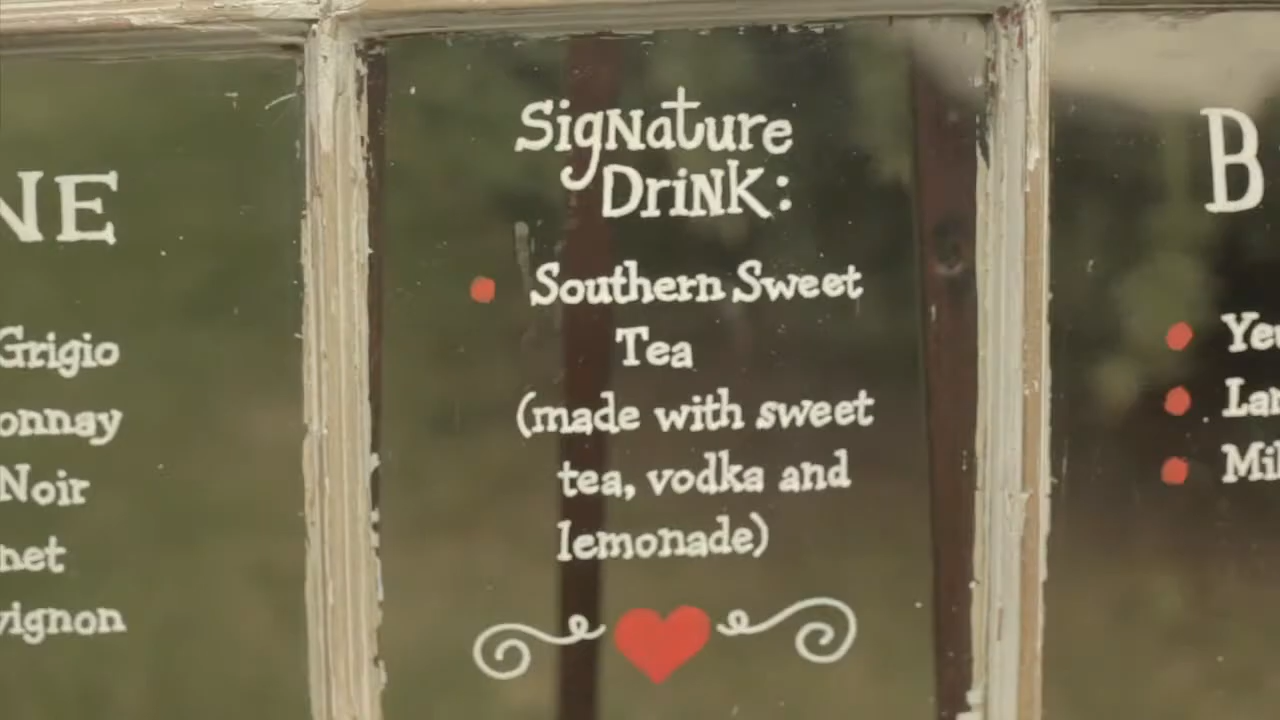 NE
Grigio
onnay
Noir
net
vignon
Signature
Drink:
Southern Sweet
Tea
(made with sweet
tea, vodka and
lemonade)
B
Yeu
Lan
Mil